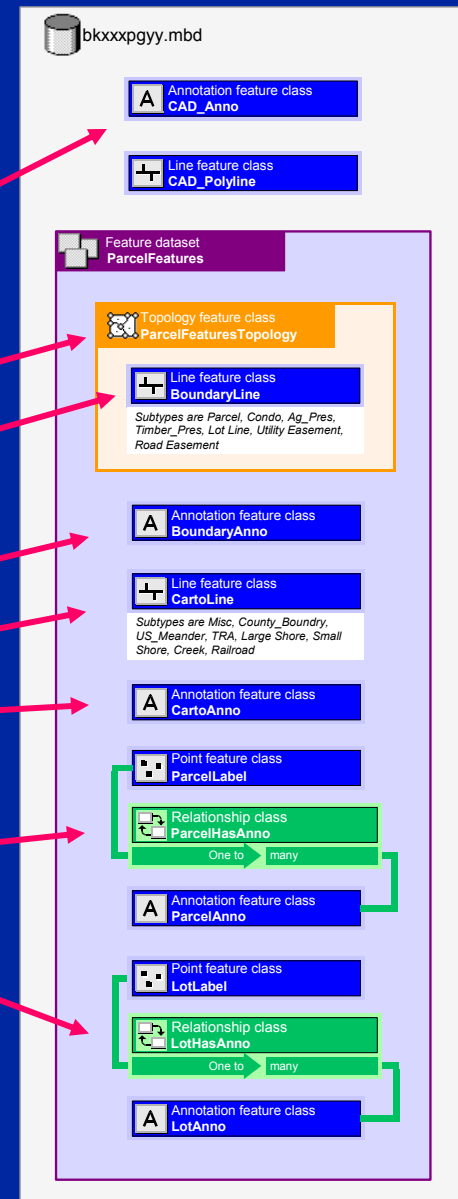 bkxxxpgyy.mbd
A
Annotation feature class
CAD_Anno
Line feature class
CAD_Polyline
Feature dataset
ParcelFeatures
Topology feature class
ParcelFeaturesTopology
Line feature class
BoundaryLine
Subtypes are Parcel, Condo, Ag_Pres,
Timber_Pres, Lot Line, Utility Easement,
Road Easement
A
Annotation feature class
BoundaryAnno
Line feature class
CartoLine
Subtypes are Misc, County_Boundry,
US_Meander, TRA, Large Shore, Small
Shore, Creek, Railroad
A
Annotation feature class
CartoAnno
Point feature class
ParcelLabel
Relationship class
ParcelHasAnno
One to many
A
Annotation feature class
ParcelAnno
Point feature class
LotLabel
Relationship class
LotHasAnno
One to many
A
Annotation feature class
LotAnno